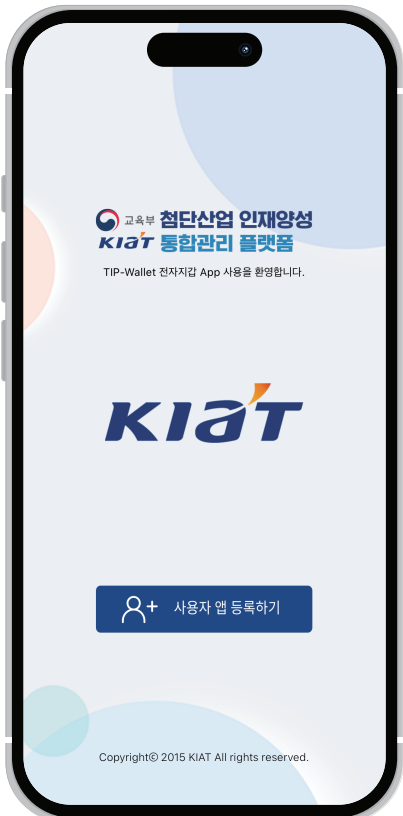 교육부 첨단산업 인재양성
KIAT 통합관리 플랫폼
TIP-Wallet 전자지갑 App 사용을 환영합니다.
KIAT
사용자 앱 등록하기
Copyright© 2015 KIAT All rights reserved.